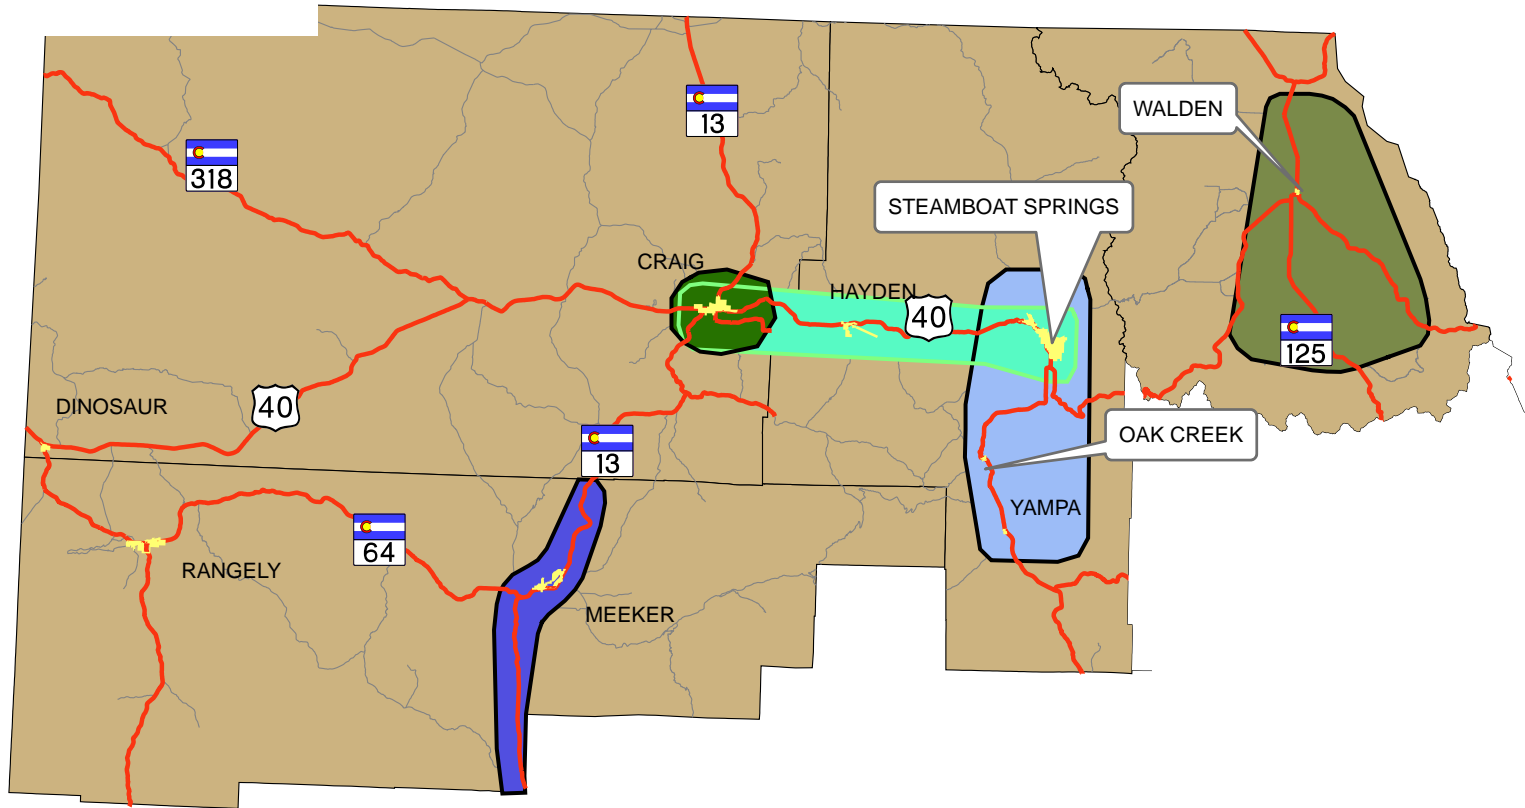 13
WALDEN
318
STEAMBOAT SPRINGS
CRAIG
HAYDEN
40
125
DINOSAUR
40
OAK CREEK
13
YAMPA
64
RANGELY
MEEKER